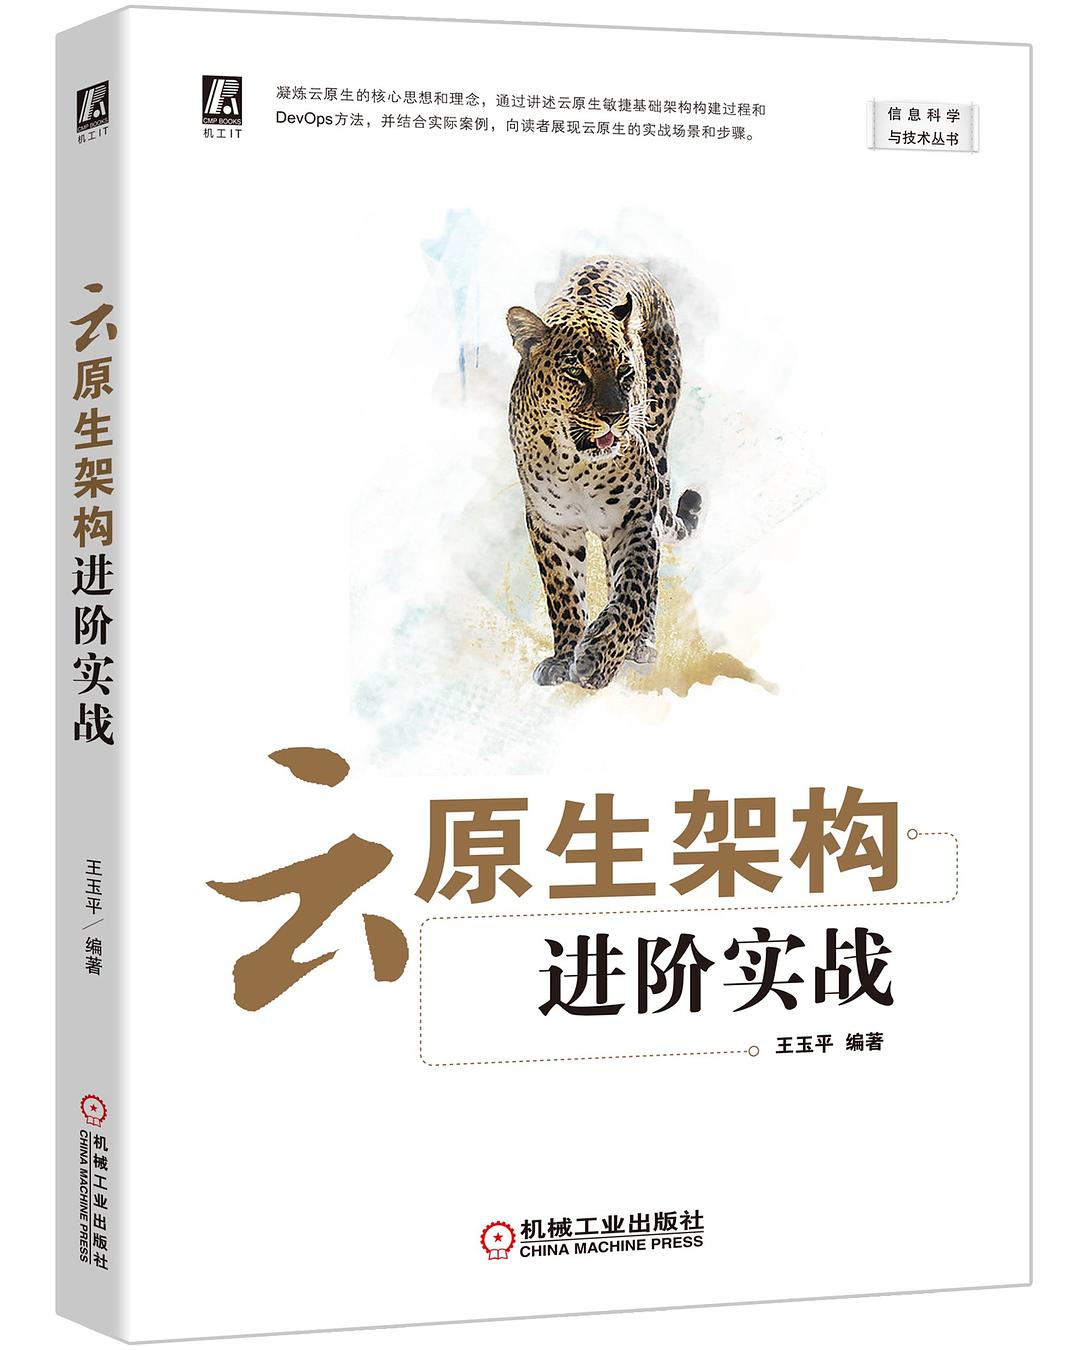 CMP BOOKS
机工IT
云原生架构进阶实战
王玉平/编著
机械工业出版社
CHINA MACHINE PRESS
CMP BOOKS
机工IT
凝炼云原生的核心思想和理念，通过讲述云原生敏捷基础架构构建过程和
DevOps方法，并结合实际案例，向读者展现云原生的实战场景和步骤。
信息科学
与技术丛书
云原生架构
进阶实战
王玉平 编著
机械工业出版社
CHINA MACHINE PRESS